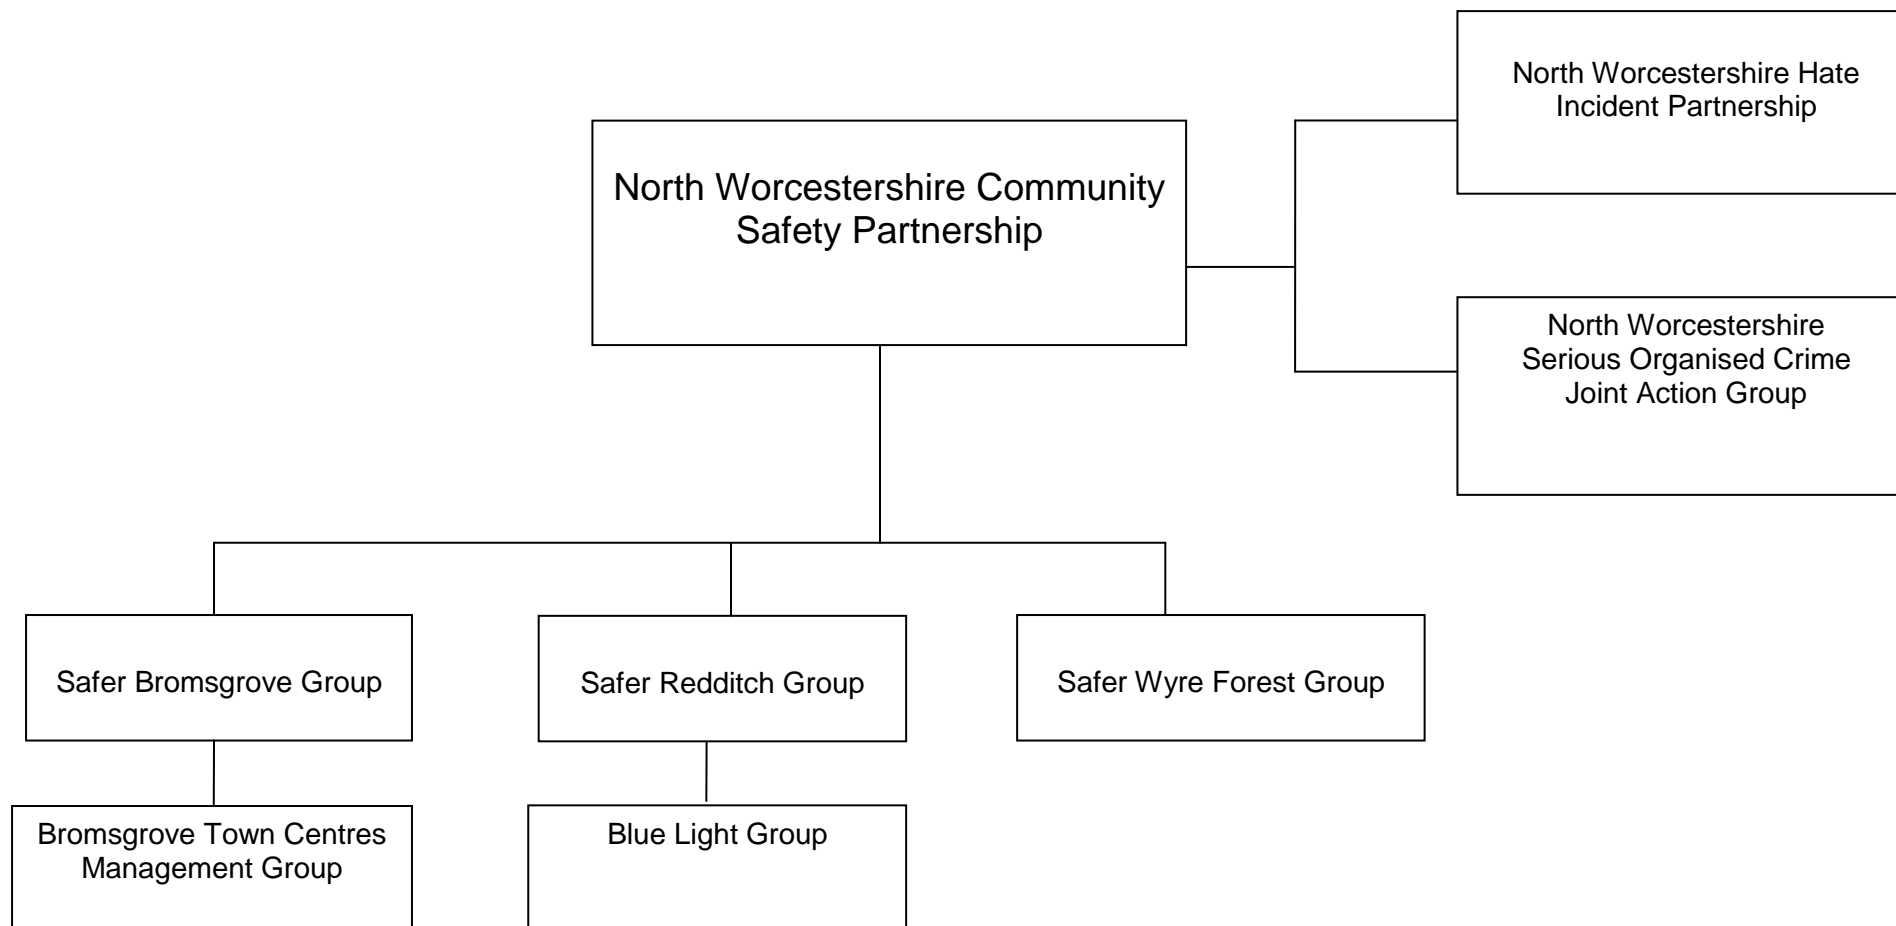 North Worcestershire Hate
Incident Partnership
North Worcestershire Community
Safety Partnership
North Worcestershire
Serious Organised Crime
Joint Action Group
Safer Bromsgrove Group
Safer Redditch Group
Safer Wyre Forest Group
Bromsgrove Town Centres
Management Group
Blue Light Group